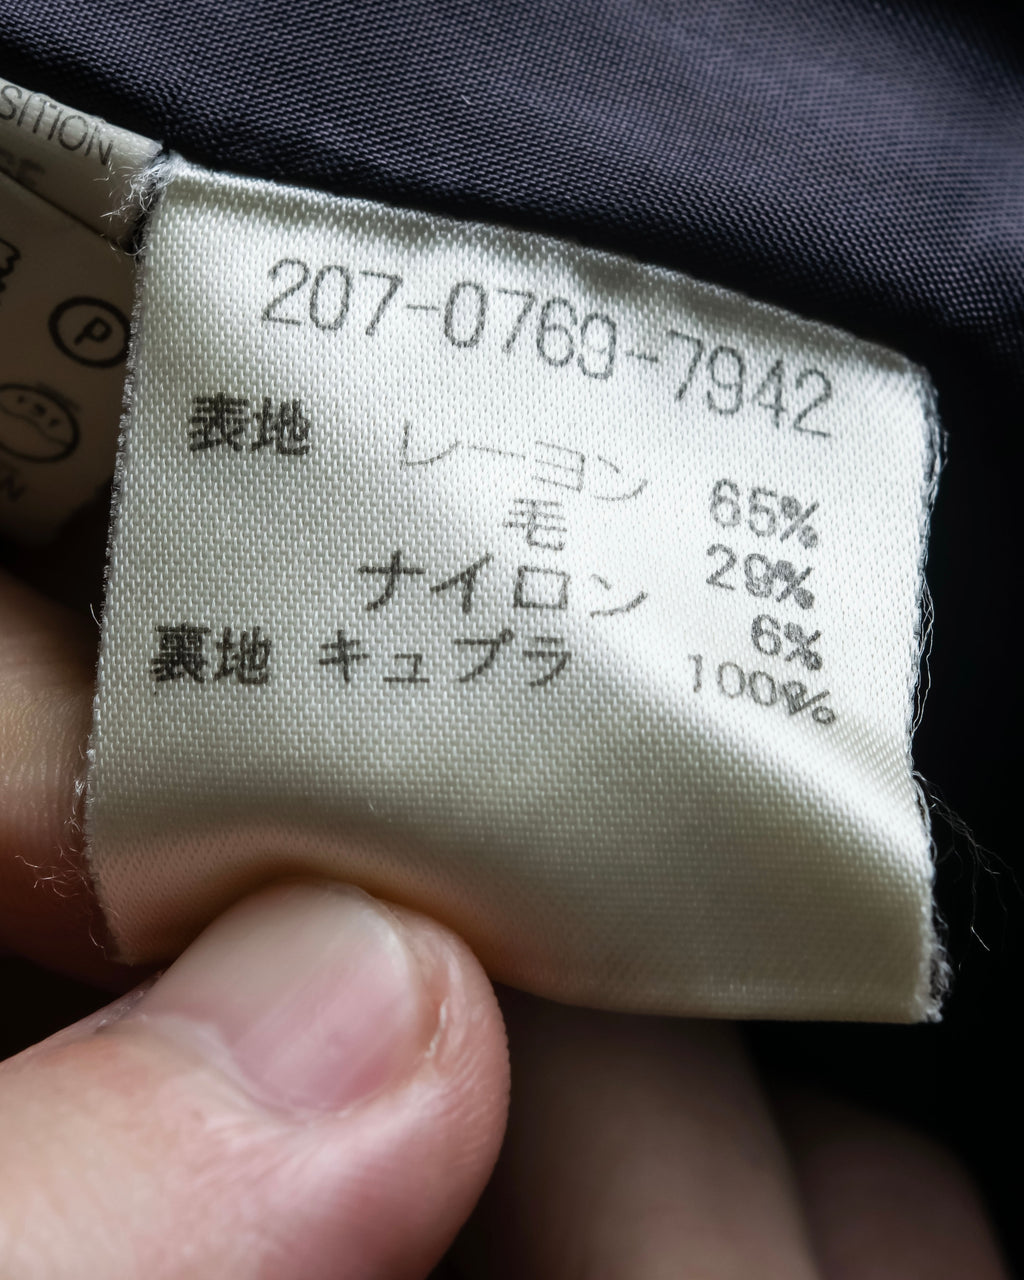 SITION
P
207-0769-7942
表地 レーヨン 65%
毛 29%
ナイロン 6%
裏地 キュプラ 100%